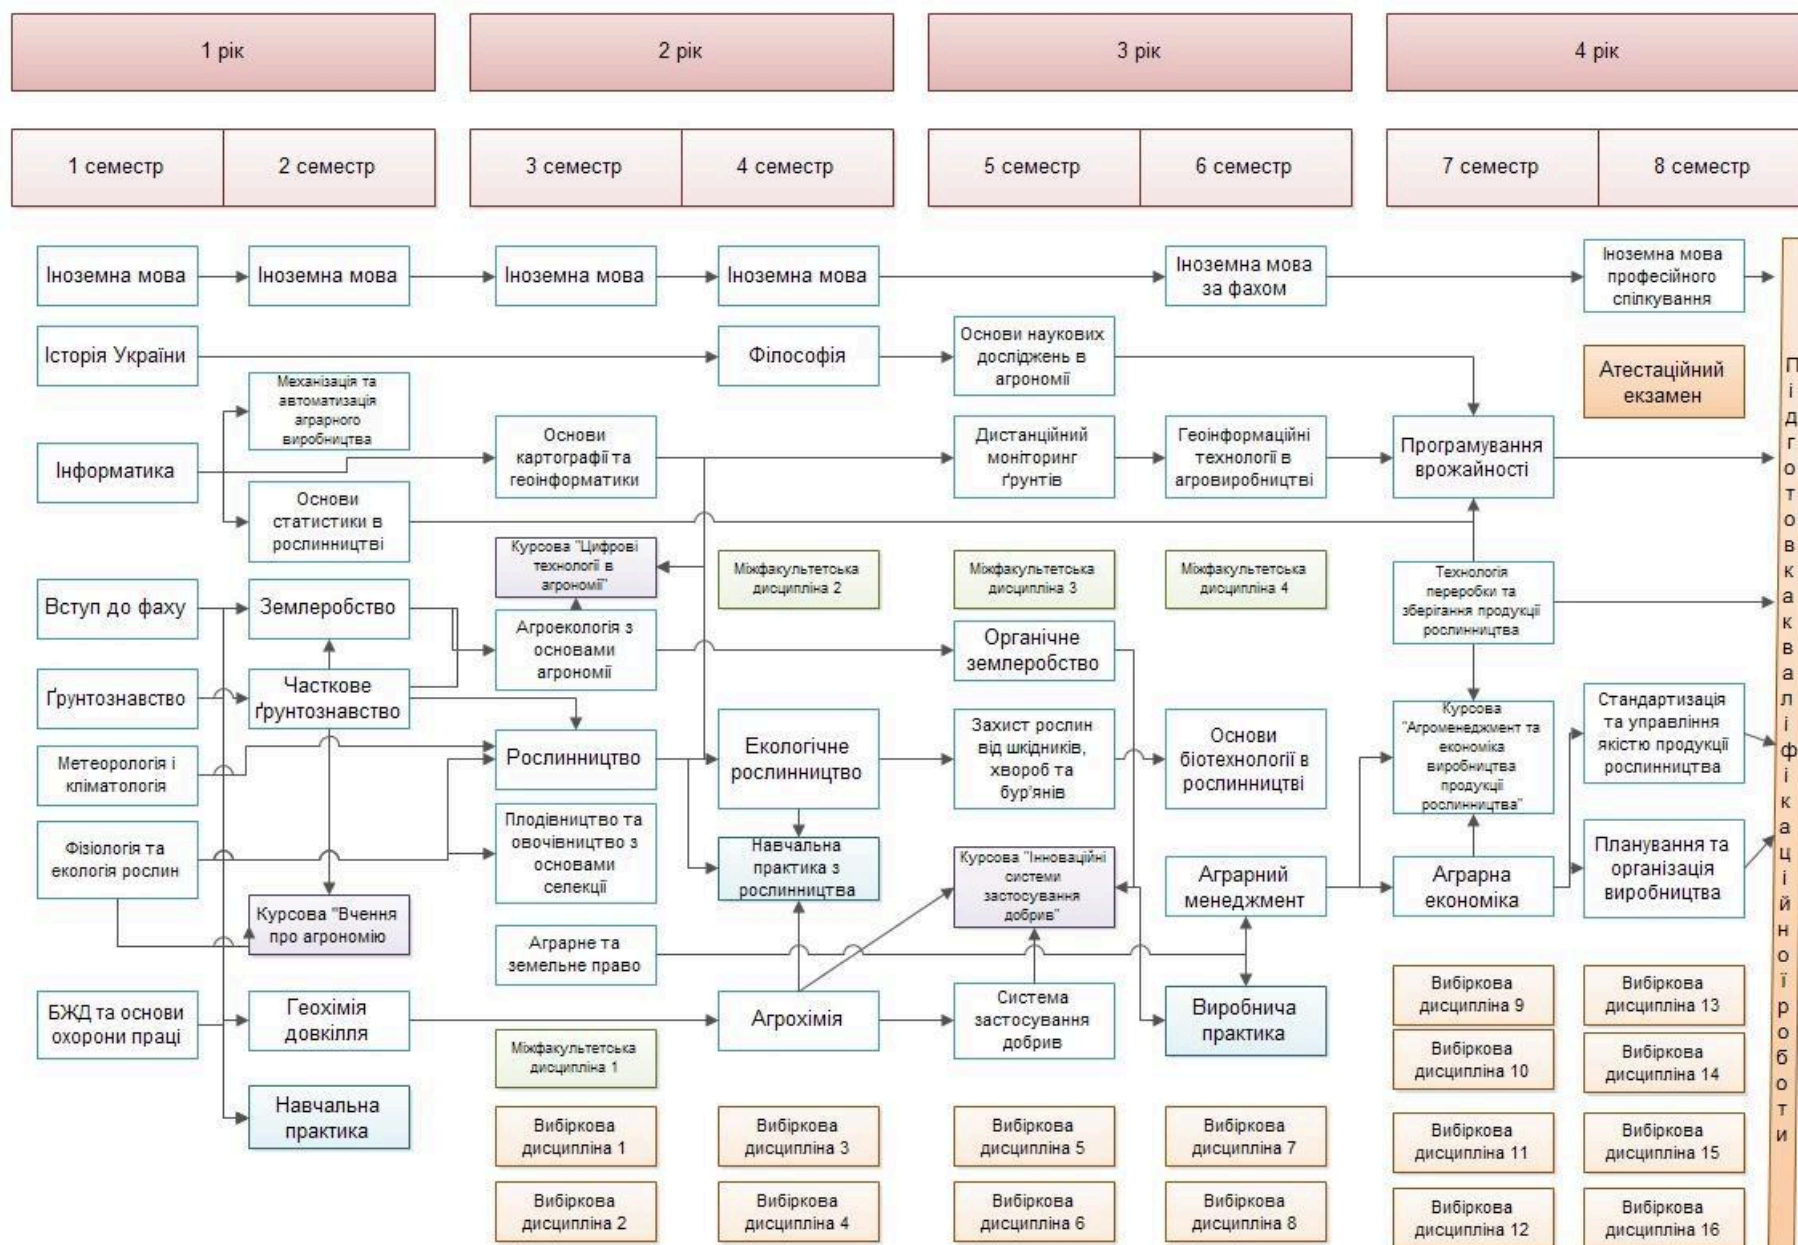 1 рік
2 рік
3 рік
4 рік
1 семестр
2 семестр
3 семестр
4 семестр
5 семестр
6 семестр
7 семестр
8 семестр
Іноземна мова
Іноземна мова
Іноземна мова
Іноземна мова
Іноземна мова
за фахом
Іноземна мова
професійного
спілкування
Історія України
Філософія
Основи наукових
досліджень в
агрономії
Атестаційний
екзамен
Механізація та
автоматизація
аграрного
виробництва
Інформатика
Основи
картографії та
геоінформатики
Дистанційний
моніторинг
ґрунтів
Геоінформаційні
технології в
агровиробництві
Програмування
врожайності
Основи
статистики в
рослинництві
Курсова "Цифрові
технології в
агрономії"
Міжфакультетська
дисципліна 2
Міжфакультетська
дисципліна 3
Міжфакультетська
дисципліна 4
Технологія
переробки та
зберігання продукції
рослинництва
Вступ до фаху
Землеробство
Агроекологія з
основами
агрономії
Органічне
землеробство
Ґрунтознавство
Часткове
ґрунтознавство
Рослинництво
Екологічне
рослинництво
Захист рослин
від шкідників,
хвороб та
бур'янів
Основи
біотехнології в
рослинництві
Курсова
"Агроменеджмент та
економіка
виробництва
продукції
рослинництва"
Стандартизація
та управління
якістю продукції
рослинництва
Метеорологія і
кліматологія
Фізіологія та
екологія рослин
Плодівництво та
овочівництво з
основами
селекції
Навчальна
практика з
рослинництва
Курсова "Інноваційні
системи
застосування
добрив"
Аграрний
менеджмент
Аграрна
економіка
Планування та
організація
виробництва
Курсова "Вчення
про агрономію
Аграрне та
земельне право
БЖД та основи
охорони праці
Геохімія
довкілля
Агрохімія
Система
застосування
добрив
Виробнича
практика
Вибіркова
дисципліна 9
Вибіркова
дисципліна 13
Міжфакультетська
дисципліна 1
Вибіркова
дисципліна 10
Вибіркова
дисципліна 14
Навчальна
практика
Вибіркова
дисципліна 1
Вибіркова
дисципліна 3
Вибіркова
дисципліна 5
Вибіркова
дисципліна 7
Вибіркова
дисципліна 11
Вибіркова
дисципліна 15
Вибіркова
дисципліна 2
Вибіркова
дисципліна 4
Вибіркова
дисципліна 6
Вибіркова
дисципліна 8
Вибіркова
дисципліна 12
Вибіркова
дисципліна 16
Підготовка кваліфікаційної роботи